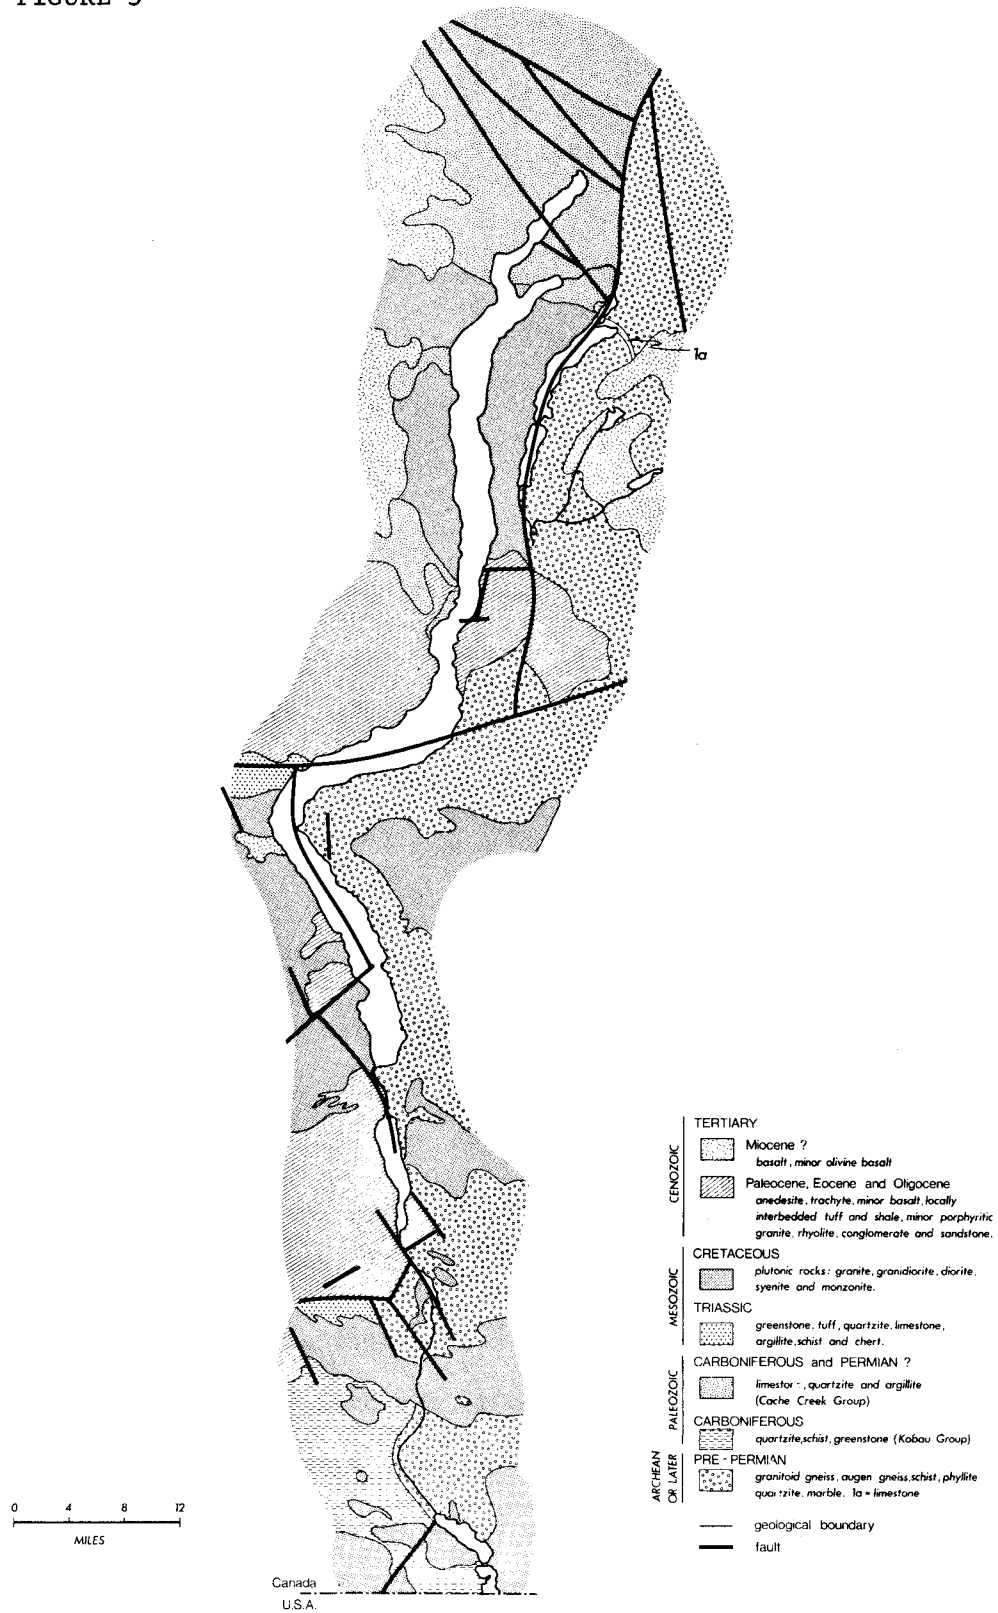 FIGURE
1a
CENOZOIC
TERTIARY
Miocene ?
basalt, minor olivine basalt
Paleocene, Eocene and Oligocene
anedesite, trachyte, minor basalt, locally
interbedded tuff and shale, minor porphyritic
granite, rhyolite, conglomerate and sandstone.
MESOZOIC
CRETACEOUS
plutonic rocks: granite, granidiorite, diorite,
syenite and monzonite.
TRIASSIC
greenstone, tuff, quartzite, limestone,
argillite, schist and chert.
PALEOZOIC
CARBONIFEROUS and PERMIAN ?
quartzite and argillite
(Cache Creek Group)
CARBONIFEROUS
quartzite, schist, greenstone (Kobau Group)
ARCHEAN
OR LATER
PRE-PERMIAN
granitoid gneiss, augen gneiss, schist, phyllite
quartzite, marble. 1a = limestone
geological boundary
fault
0 4 8 12
MILES
Canada
U.S.A.